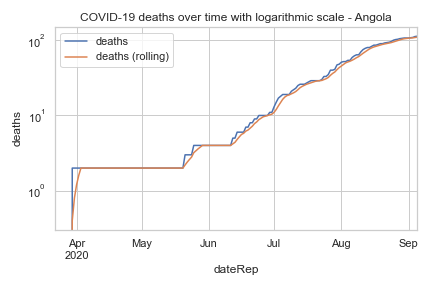 COVID-19 deaths over time with logarithmic scale - Angola
deaths
deaths (rolling)
10²
10¹
10⁰
deaths
Apr
2020
May
Jun
Jul
Aug
Sep
dateRep